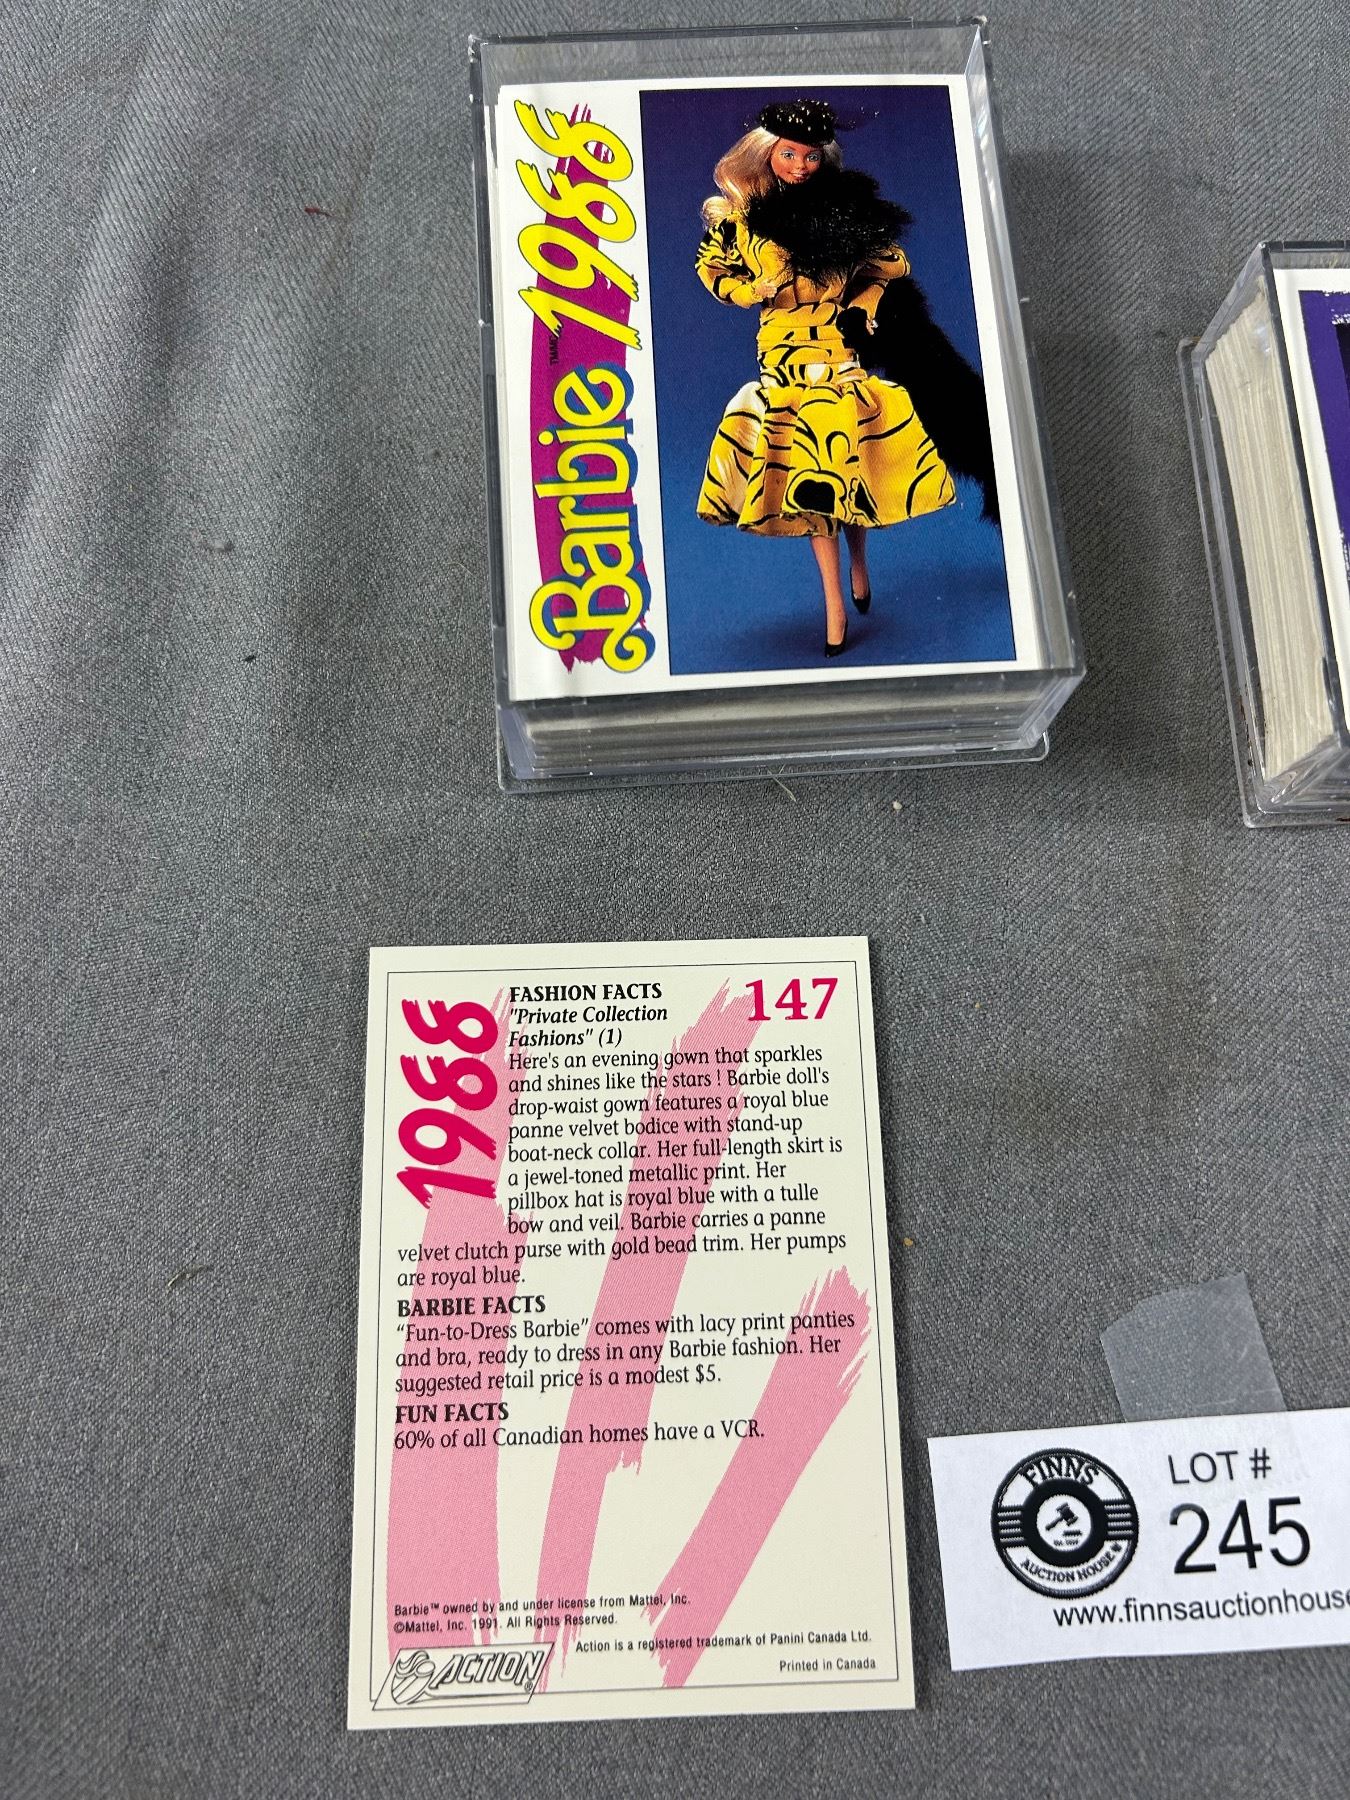 Barbie™MC 1988
1988
FASHION FACTS
147
"Private Collection
Fashions" (1)
Here's an evening gown that sparkles
and shines like the stars ! Barbie doll's
drop-waist gown features a royal blue
panne velvet bodice with stand-up
boat-neck collar. Her full-length skirt is
a jewel-toned metallic print. Her
pillbox hat is royal blue with a tulle
bow and veil. Barbie carries a panne
velvet clutch purse with gold bead trim. Her pumps
are royal blue.
BARBIE FACTS
“Fun-to-Dress Barbie” comes with lacy print panties
and bra, ready to dress in any Barbie fashion. Her
suggested retail price is a modest $5.
FUN FACTS
60% of all Canadian homes have a VCR.
Barbie™ owned by and under license from Mattel, Inc.
©Mattel, Inc. 1991. All Rights Reserved.
ACTION®
Action is a registered trademark of Panini Canada Ltd.
Printed in Canada
FINNS
AUCTION HOUSE
LOT #
245
www.finnsauctionhouse